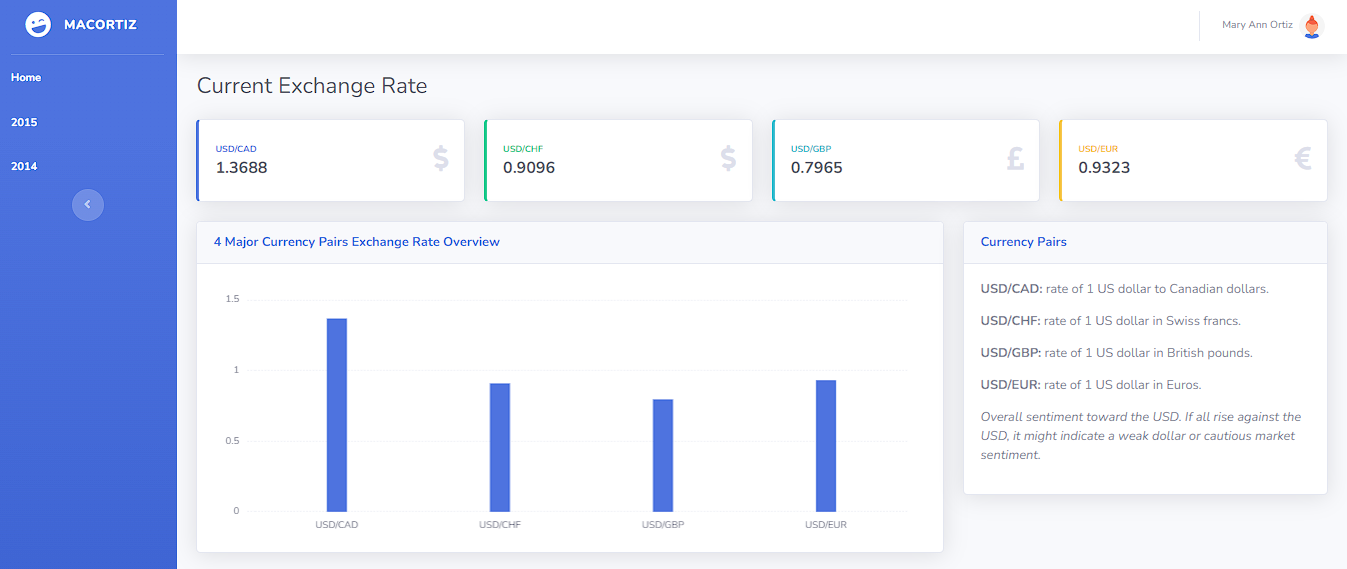 MACORTIZ
Mary Ann Ortiz
Home
2015
2014
Current Exchange Rate
USD/CAD
1.3688
$
USD/CHF
0.9096
$
USD/GBP
0.7965
£
USD/EUR
0.9323
€
4 Major Currency Pairs Exchange Rate Overview
1.5
1
0.5
0
USD/CAD USD/CHF USD/GBP USD/EUR
Currency Pairs
USD/CAD: rate of 1 US dollar to Canadian dollars.
USD/CHF: rate of 1 US dollar in Swiss francs.
USD/GBP: rate of 1 US dollar in British pounds.
USD/EUR: rate of 1 US dollar in Euros.
Overall sentiment toward the USD. If all rise against the
USD, it might indicate a weak dollar or cautious market
sentiment.